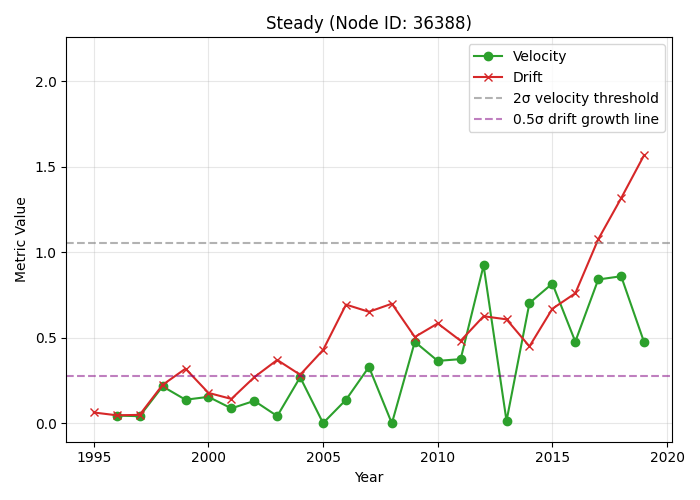 Steady (Node ID: 36388)
Velocity
Drift
2σ velocity threshold
0.5σ drift growth line
Metric Value
2.0
1.5
1.0
0.5
0.0
1995
2000
2005
2010
2015
2020
Year